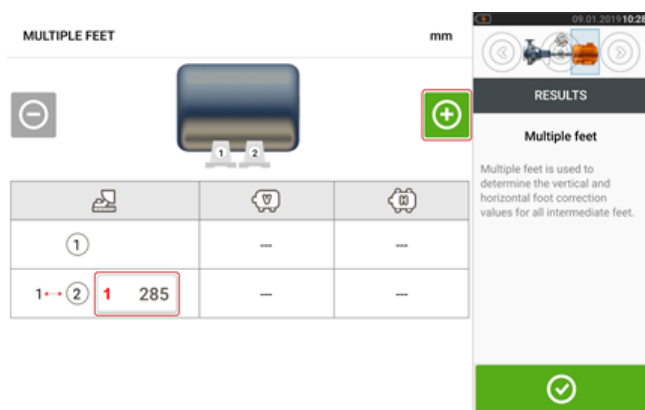 MULTIPLE FEET
mm
1
2
V
H
1
---
---
1 ↔ 2
1
285
---
---
09.01.2019 10:28
RESULTS
Multiple feet
Multiple feet is used to
determine the vertical and
horizontal foot correction
values for all intermediate feet.